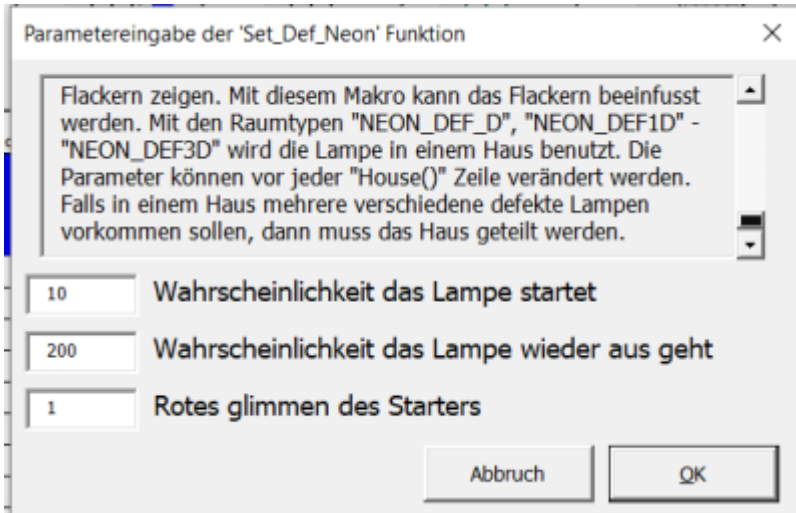 Parametereingabe der 'Set_Def_Neon' Funktion
Flackern zeigen. Mit diesem Makro kann das Flackern beeinfusst
werden. Mit den Raumtypen "NEON_DEF_D", "NEON_DEF1D" -
"NEON_DEF3D" wird die Lampe in einem Haus benutzt. Die
Parameter können vor jeder "House()" Zeile verändert werden.
Falls in einem Haus mehrere verschiedene defekte Lampen
vorkommen sollen, dann muss das Haus geteilt werden.
10 Wahrscheinlichkeit das Lampe startet
200 Wahrscheinlichkeit das Lampe wieder aus geht
1 Rotes glimmen des Starters
Abbruch OK